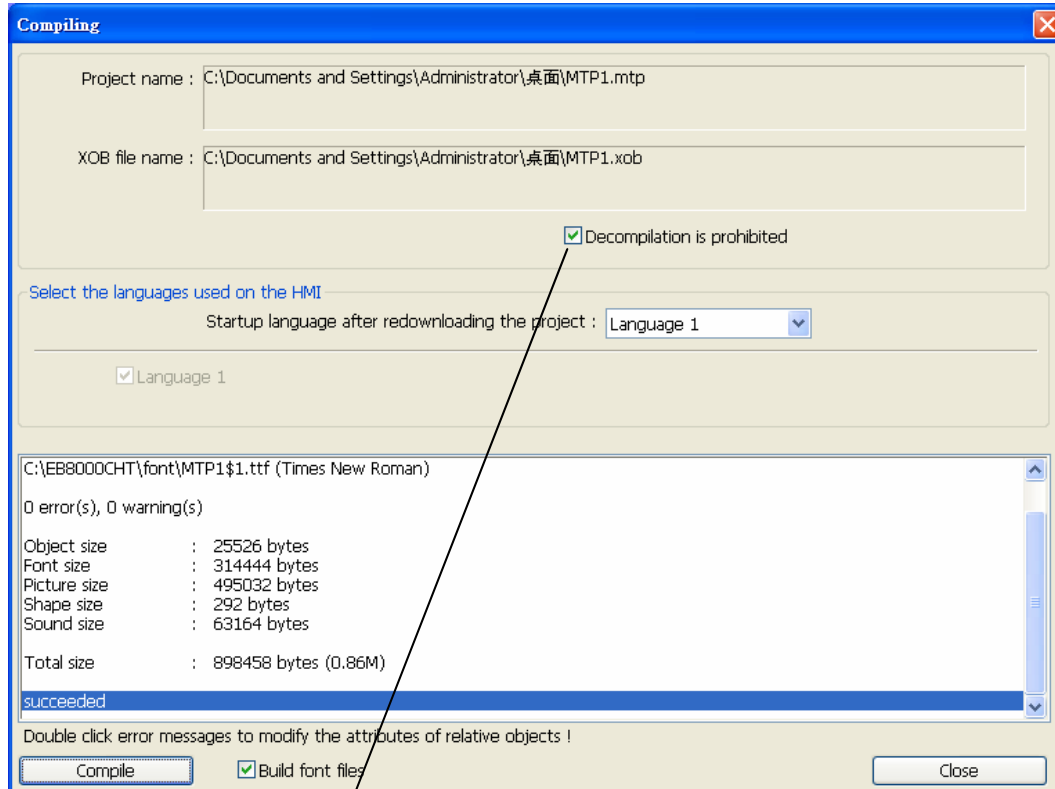 Compiling
Project name : C:\Documents and Settings\Administrator\桌面\MTP1.mtp
XOB file name : C:\Documents and Settings\Administrator\桌面\MTP1.xob
Decompilation is prohibited
Select the languages used on the HMI
Startup language after redownloading the project : Language 1
Language 1
C:\EB8000CHT\font\MTP1$1.ttf (Times New Roman)
0 error(s), 0 warning(s)
Object size : 25526 bytes
Font size : 314444 bytes
Picture size : 495032 bytes
Shape size : 292 bytes
Sound size : 63164 bytes
Total size : 898458 bytes (0.86M)
succeeded
Double click error messages to modify the attributes of relative objects !
Compile Build font files Close